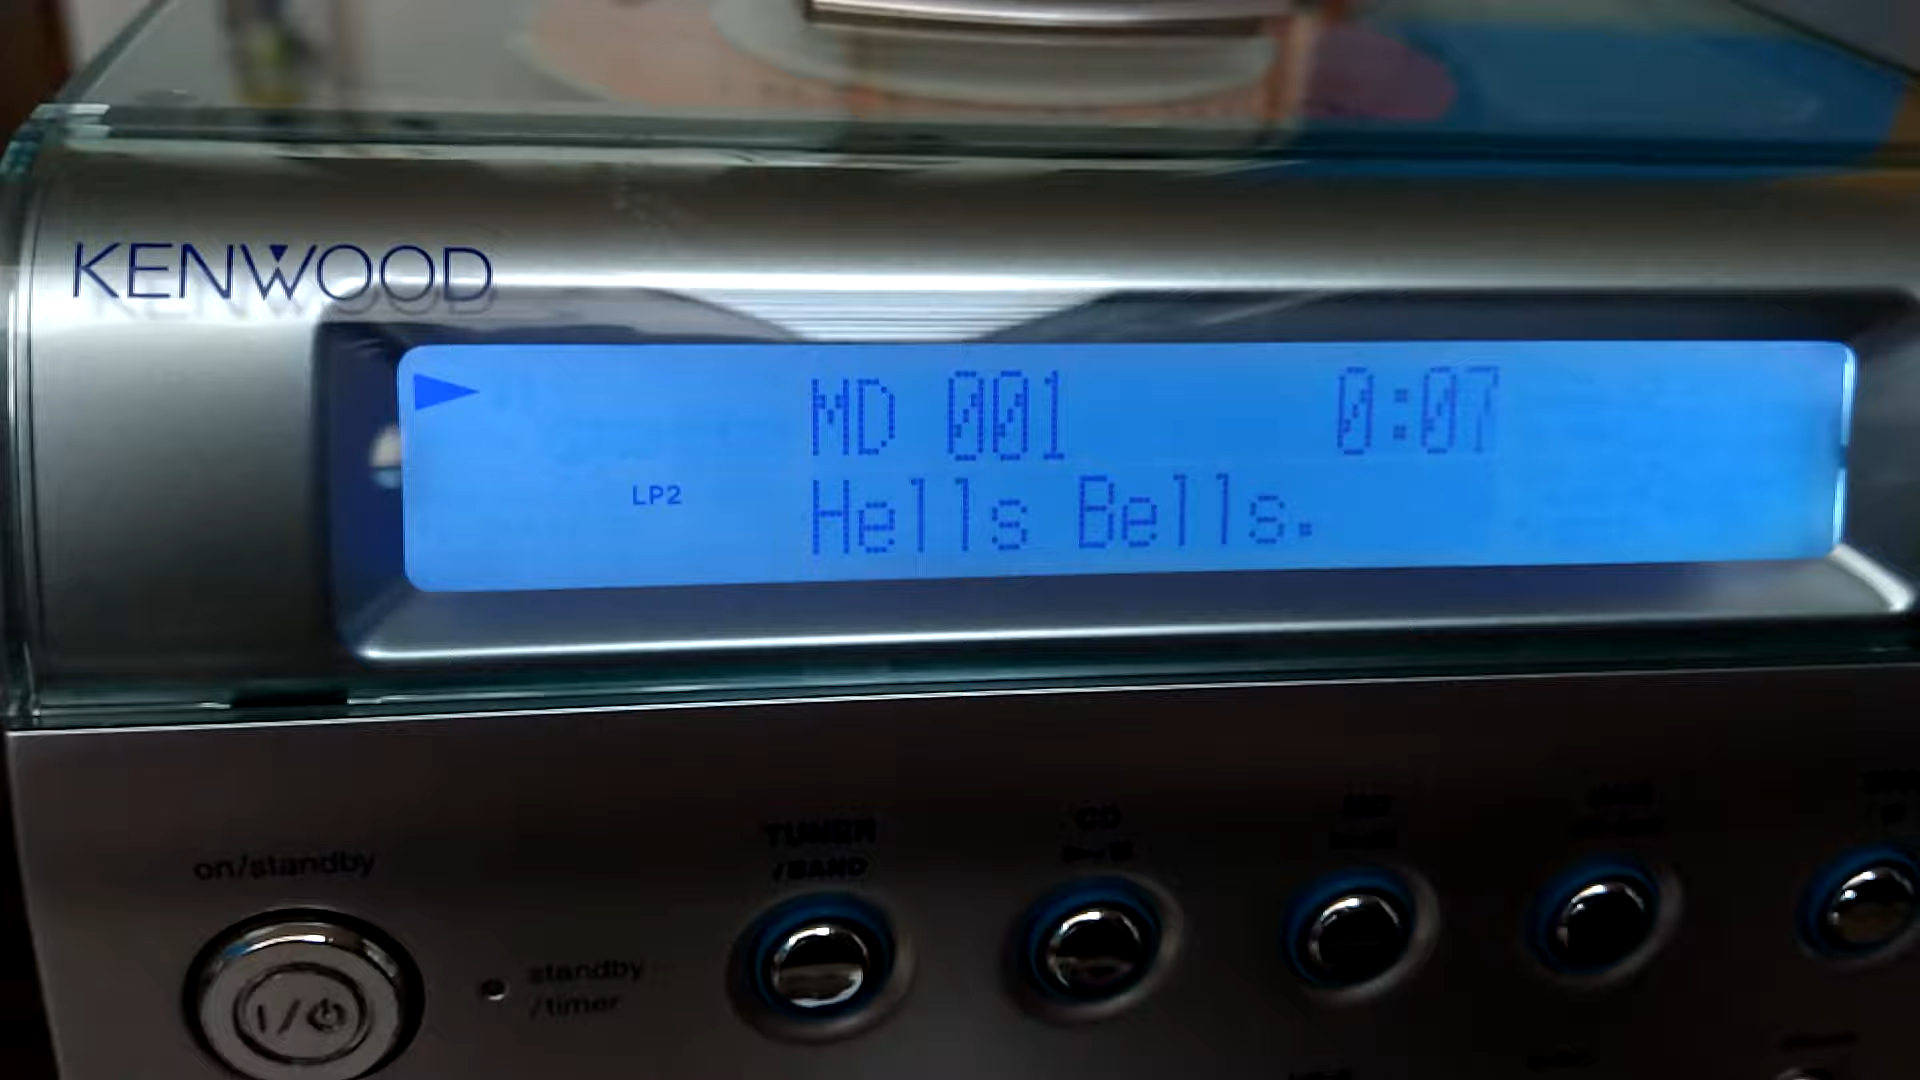 KENWOOD
MD 001 0:07
LP2 Hells Bells.
on/standby
TUNER
/BAND
CD
standby
/timer